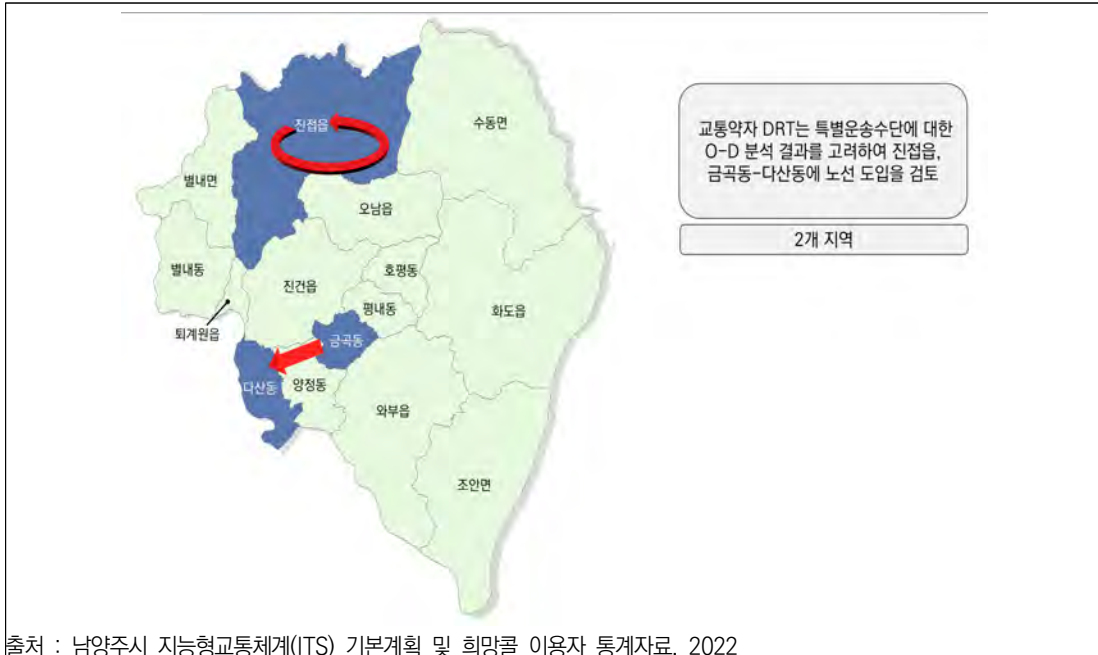 진접읍
수동면
별내면
오남읍
별내동
호평동
진건읍
평내동
화도읍
퇴계원읍
금곡동
다산동
양정동
와부읍
조안면
교통약자 DRT는 특별운송수단에 대한
O-D 분석 결과를 고려하여 진접읍,
금곡동-다산동에 노선 도입을 검토
2개 지역
출처 : 남양주시 지능형교통체계(ITS) 기본계획 및 희망콜 이용자 통계자료, 2022